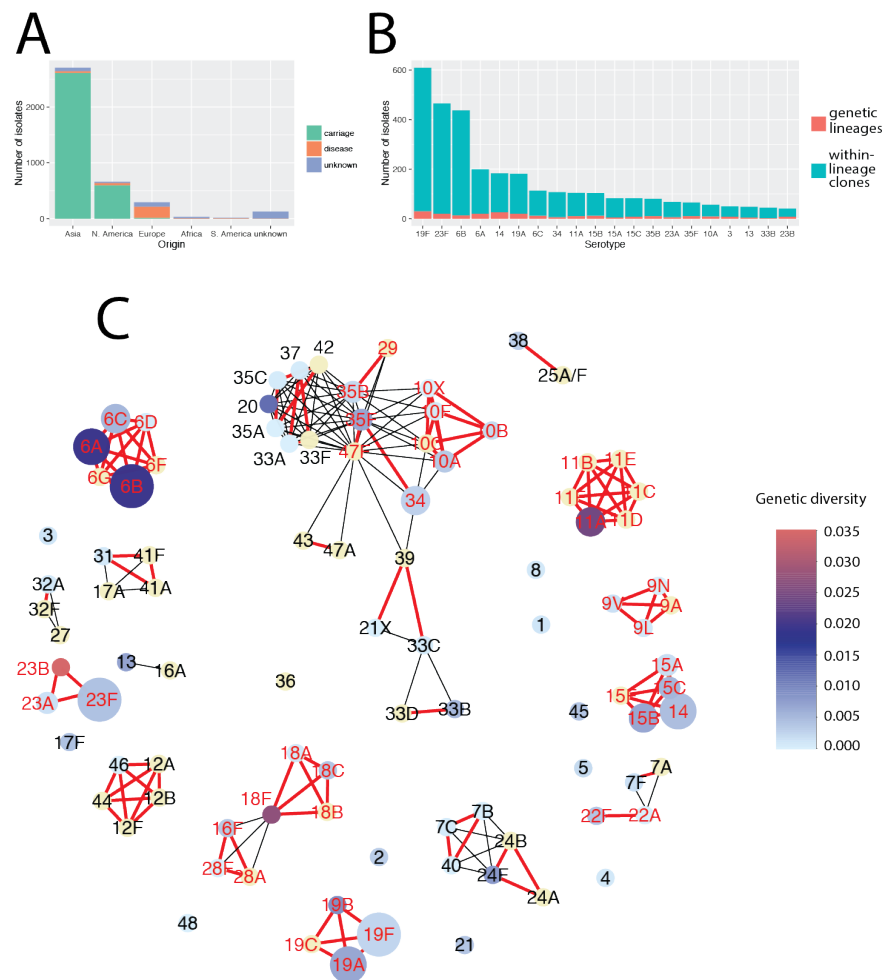 A
Number of isolates
2000
1000
0
Asia
N. America
Europe
Africa
S. America
unknown
Origin
carriage
disease
unknown
B
Number of isolates
600
400
200
0
19F
23F
6B
6A
14
19A
6C
34
11A
15B
15A
15C
35B
23A
35F
10A
3
13
33B
23B
Serotype
genetic
lineages
within-
lineage
clones
C
38
25A/F
42
37
29
35C
20
35A
33A
33F
35B
35F
47F
10X
10F
10C
10A
34
6C
6D
6A
6F
6G
6B
11B
11E
11C
11D
11A
3
31
41F
17A
41A
32A
32F
27
43
47A
39
21X
33C
33D
33B
8
1
9N
9V
9A
9L
23B
23A
23F
13
16A
36
17F
15A
15C
15F
15B
14
45
5
7A
7F
22F
22A
4
46
12A
44
12B
12F
18A
18C
18F
18B
16F
28F
28A
7B
7C
24B
40
24F
24A
2
48
19B
19F
19C
19A
21
Genetic diversity
0.035
0.030
0.025
0.020
0.015
0.010
0.005
0.000